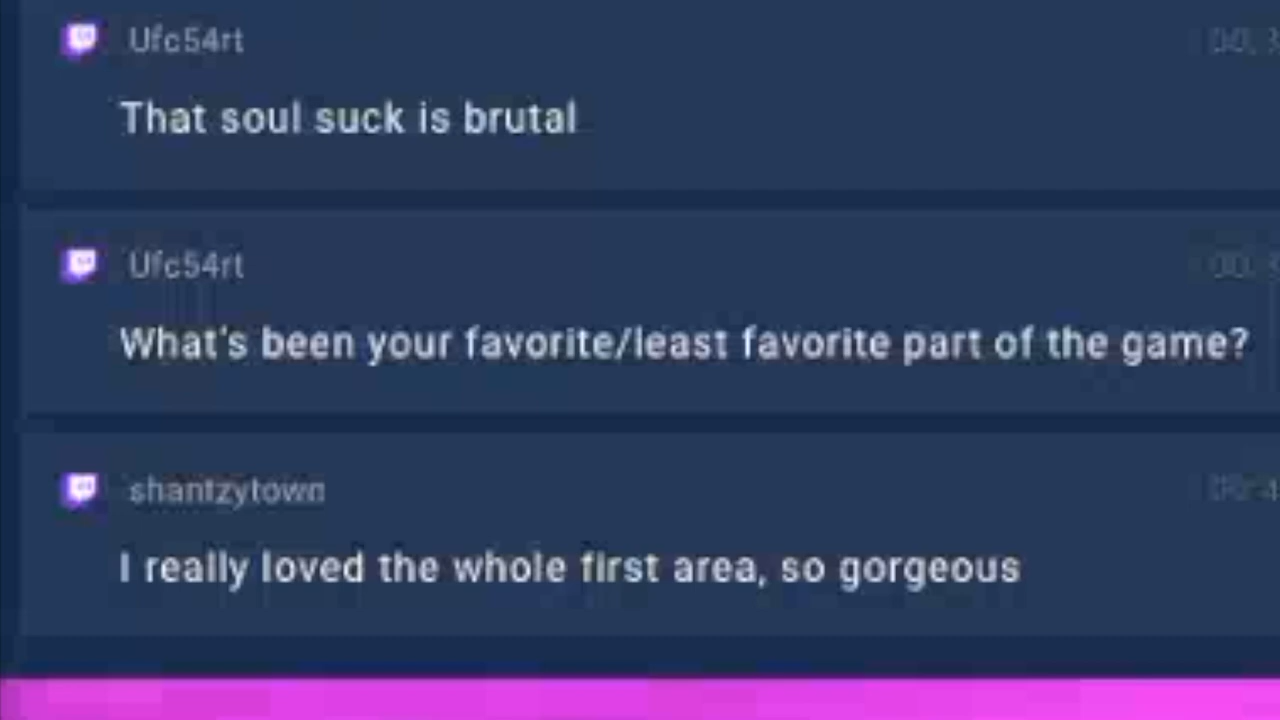 Ufc54rt
That soul suck is brutal
Ufc54rt
What's been your favorite/least favorite part of the game?
shantzytown
I really loved the whole first area, so gorgeous